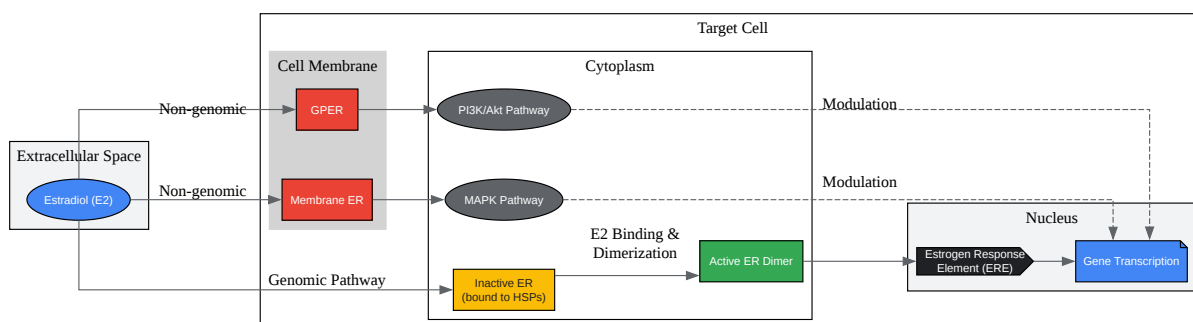 Target Cell
Cell Membrane
Cytoplasm
Non-genomic
GPER
PI3K/Akt Pathway
Modulation
Extracellular Space
Estradiol (E2)
Non-genomic
Membrane ER
MAPK Pathway
Modulation
Nucleus
E2 Binding &
Dimerization
Active ER Dimer
Estrogen Response
Element (ERE)
Gene Transcription
Genomic Pathway
Inactive ER
(bound to HSPs)